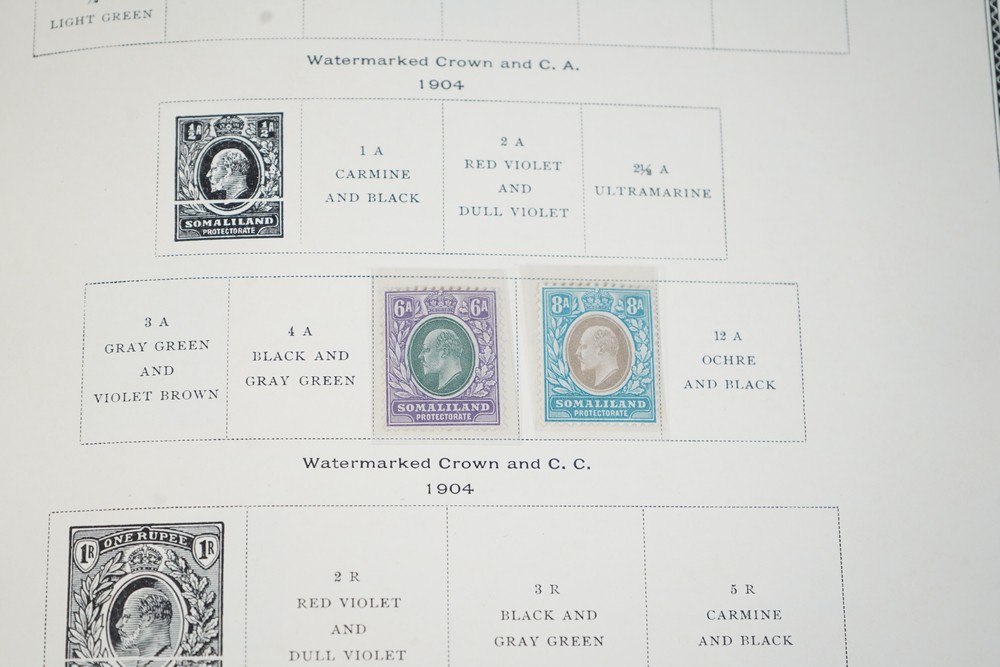 LIGHT GREEN
Watermarked Crown and C. A.
1904
½A ½A
SOMALILAND
PROTECTORATE
1 A
CARMINE
AND BLACK
2 A
RED VIOLET
AND
DULL VIOLET
2½ A
ULTRAMARINE
3 A
GRAY GREEN
AND
VIOLET BROWN
4 A
BLACK AND
GRAY GREEN
6A 6A
SOMALILAND
PROTECTORATE
8A 8A
SOMALILAND
PROTECTORATE
12 A
OCHRE
AND BLACK
Watermarked Crown and C. C.
1904
1R ONE RUPEE 1R
2 R
RED VIOLET
AND
DULL VIOLET
3 R
BLACK AND
GRAY GREEN
5 R
CARMINE
AND BLACK